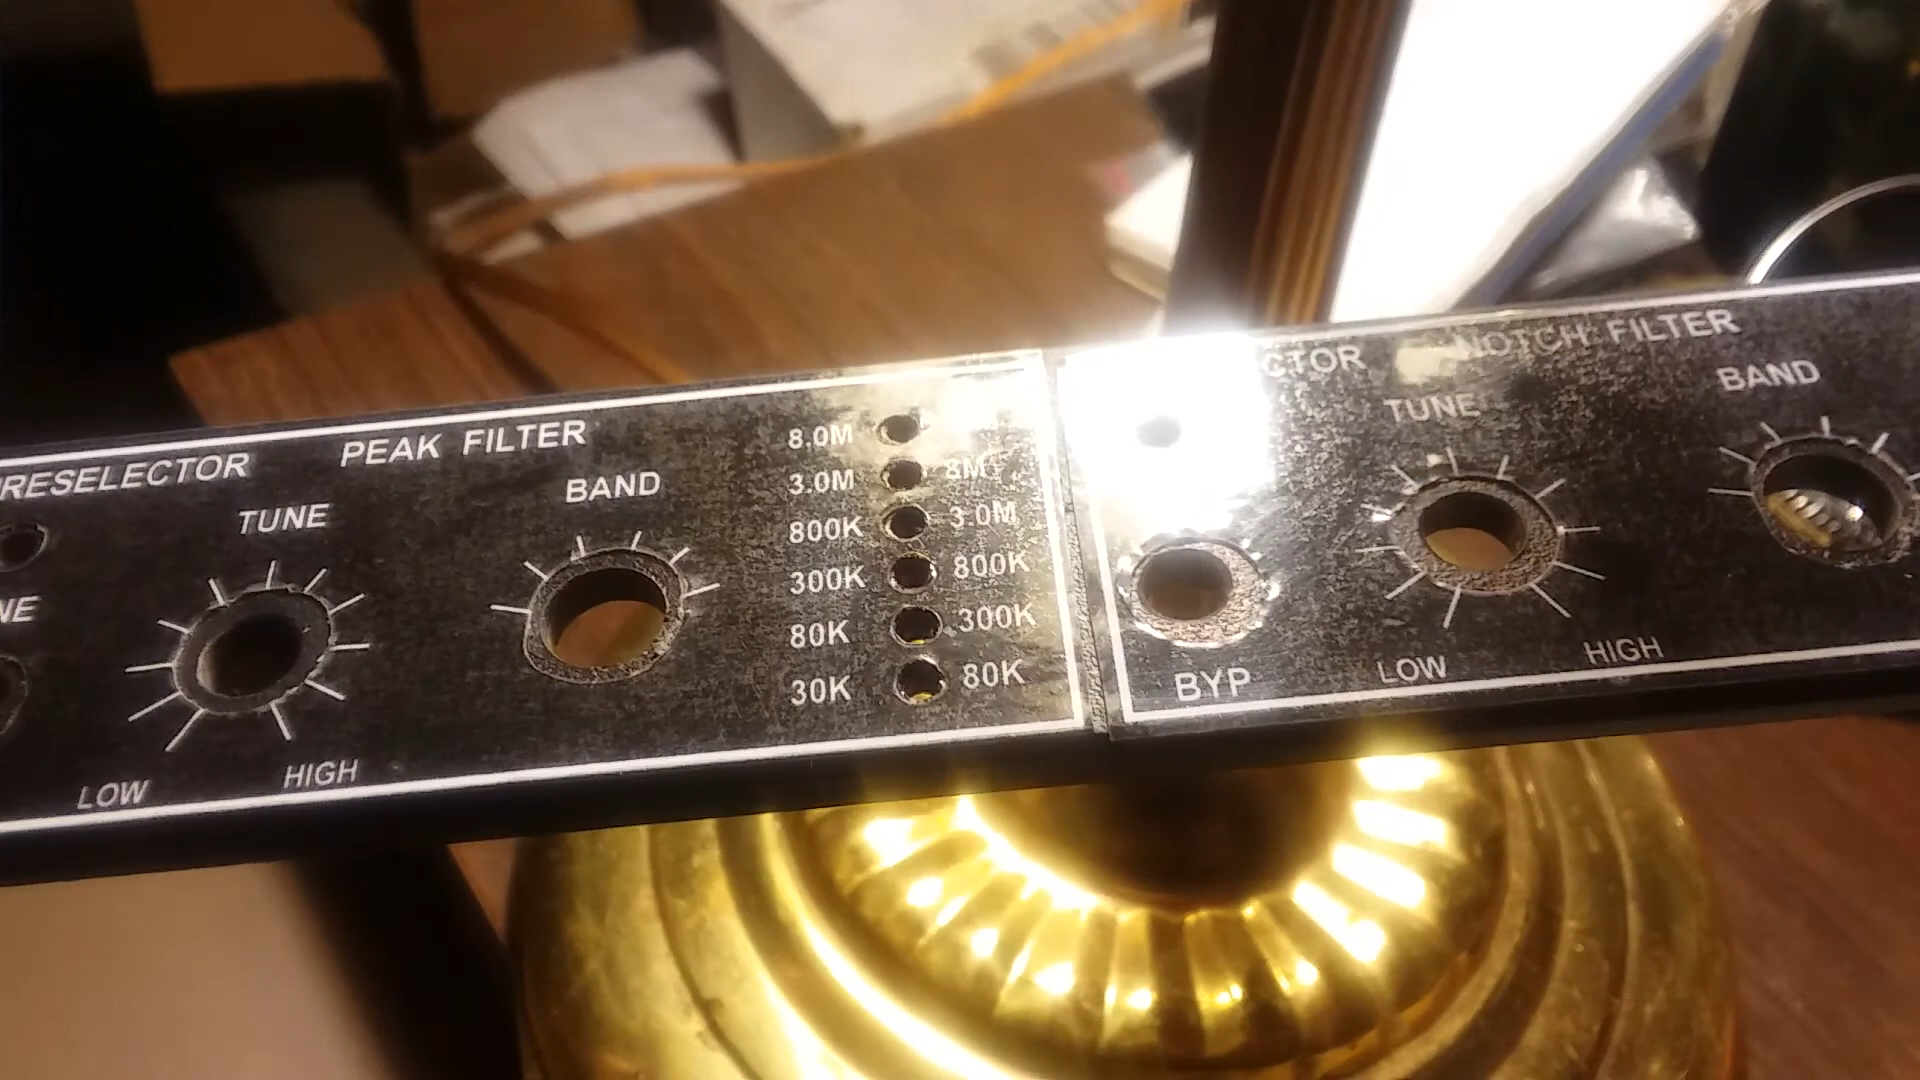 RESELECTOR PEAK FILTER
TUNE
BAND
NE
LOW
HIGH
8.0M
3.0M 8M
800K 3.0M
300K 800K
80K 300K
30K 80K
CTOR NOTCH FILTER
TUNE
BAND
BYP
LOW
HIGH